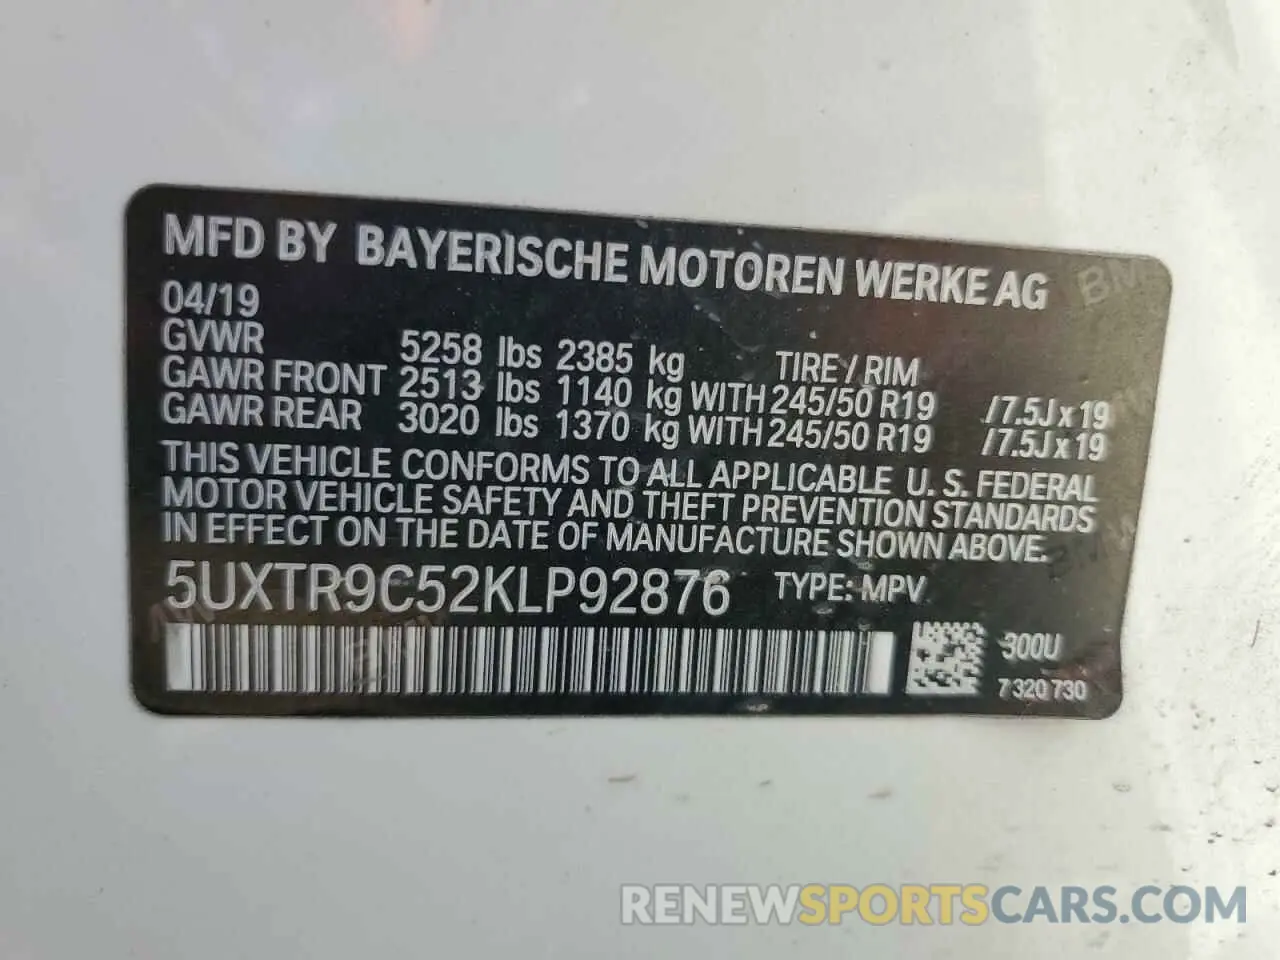 MFD BY BAYERISCHE MOTOREN WERKE AG
04/19
GVWR 5258 lbs 2385 kg TIRE / RIM
GAWR FRONT 2513 lbs 1140 kg WITH 245/50 R19 /7.5J x 19
GAWR REAR 3020 lbs 1370 kg WITH 245/50 R19 /7.5J x 19
THIS VEHICLE CONFORMS TO ALL APPLICABLE U. S. FEDERAL
MOTOR VEHICLE SAFETY AND THEFT PREVENTION STANDARDS
IN EFFECT ON THE DATE OF MANUFACTURE SHOWN ABOVE.
5UXTR9C52KLP92876 TYPE: MPV
300U
7 320 730
RENEWSPORTSCARS.COM